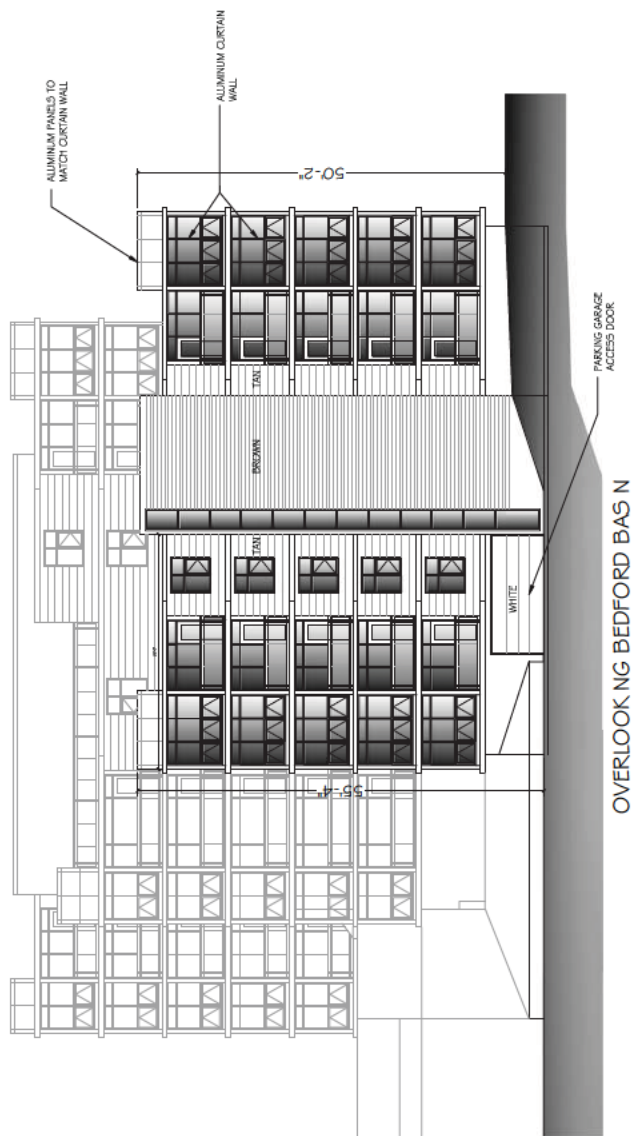 ALUMINUM PANELS TO
MATCH CURTAIN WALL
ALUMINUM CURTAIN
WALL
50'-2"
TAN
BROWN
TAN
WHITE
PARKING GARAGE
ACCESS DOOR
55'-4"
OVERLOOK NG BEDFORD BAS N